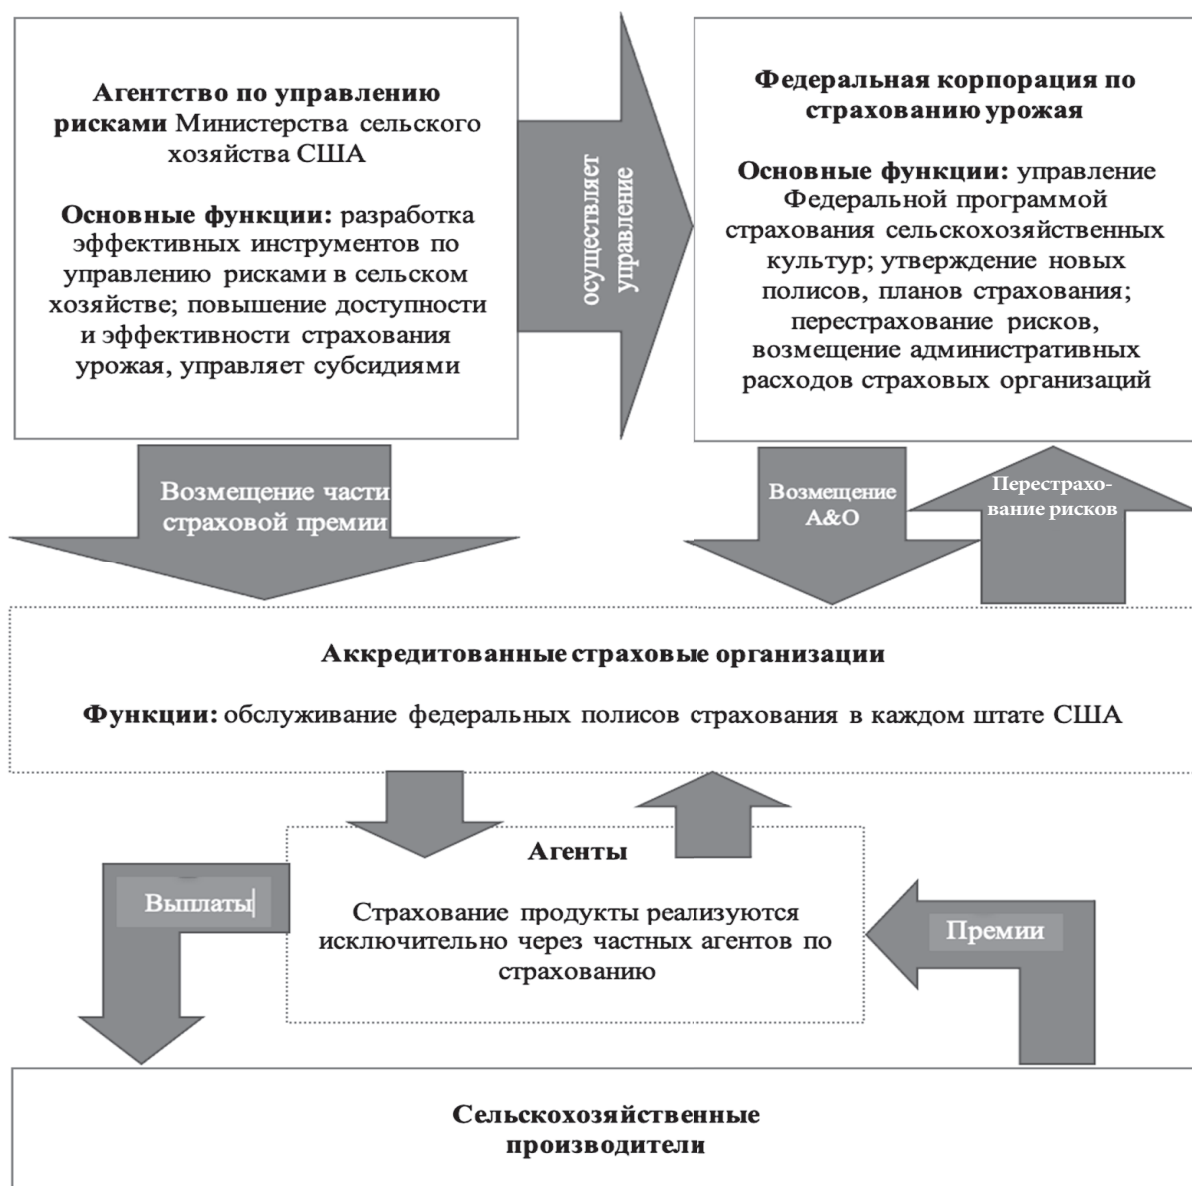 Агентство по управлению
рисками Министерства сельского
хозяйства США
Основные функции: разработка
эффективных инструментов по
управлению рисками в сельском
хозяйстве; повышение доступности
и эффективности страхования
урожая, управляет субсидиями
осуществляет
управление
Федеральная корпорация по
страхованию урожая
Основные функции: управление
Федеральной программой
страхования сельскохозяйственных
культур; утверждение новых
полисов, планов страхования;
перестрахование рисков,
возмещение административных
расходов страховых организаций
Возмещение части
страховой премии
Возмещение
A&O
Перестрахо-
вание рисков
Аккредитованные страховые организации
Функции: обслуживание федеральных полисов страхования в каждом штате США
Агенты
Страхование продукты реализуются
исключительно через частных агентов по
страхованию
Выплаты
Премии
Сельскохозяйственные
производители